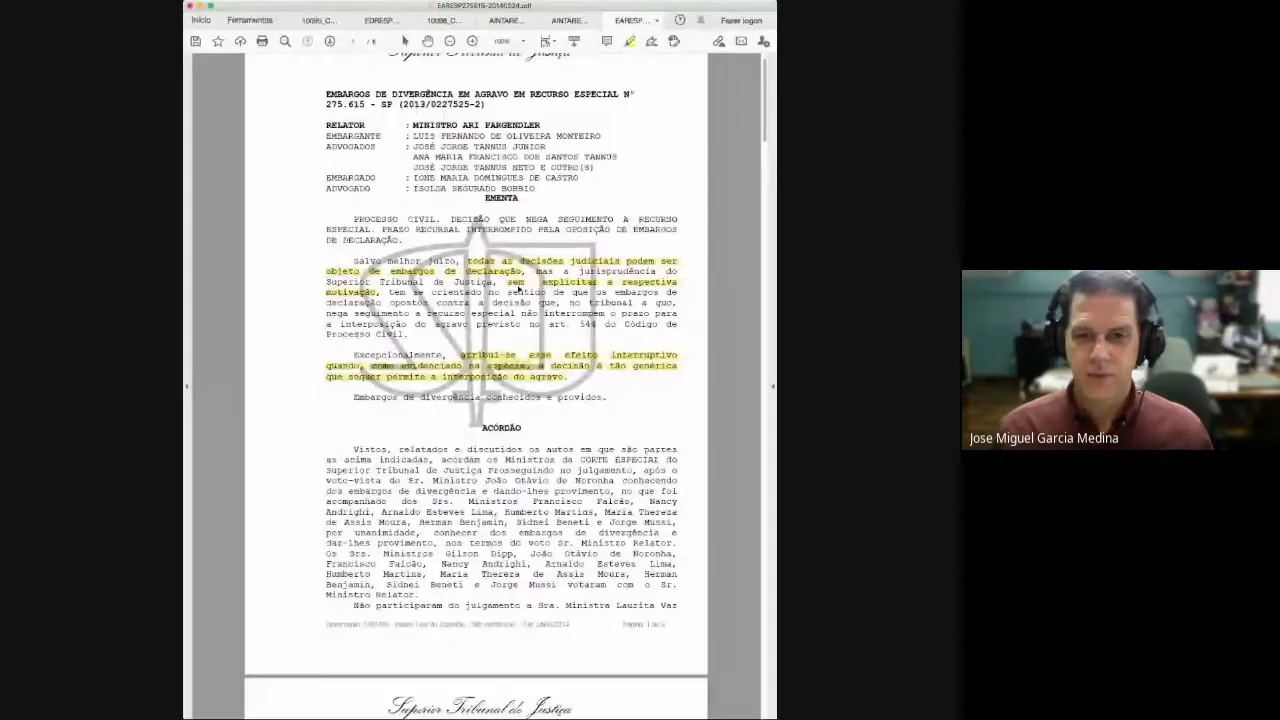 EARESP275615-20140324.pdf
Início Ferramentas 10095_C... EDRESP... 10098_C... AINTARE... AINTARE... EARESP... × Fazer logon
1 / 6
Superior Tribunal de Justiça
EMBARGOS DE DIVERGÊNCIA EM AGRAVO EM RECURSO ESPECIAL Nº
275.615 - SP (2013/0227525-2)
RELATOR : MINISTRO ARI PARGENDLER
EMBARGANTE : LUIS FERNANDO DE OLIVEIRA MONTEIRO
ADVOGADOS : JOSÉ JORGE TANNUS JUNIOR
ANA MARIA FRANCISCO DOS SANTOS TANNUS
JOSÉ JORGE TANNUS NETO E OUTRO(S)
EMBARGADO : IONE MARIA DOMINGUES DE CASTRO
ADVOGADO : ISOLDA SEGURADO BOBBIO
EMENTA
PROCESSO CIVIL. DECISÃO QUE NEGA SEGUIMENTO A RECURSO
ESPECIAL. PRAZO RECURSAL INTERROMPIDO PELA OPOSIÇÃO DE EMBARGOS
DE DECLARAÇÃO.
Salvo melhor juízo, todas as decisões judiciais podem ser
objeto de embargos de declaração, mas a jurisprudência do
Superior Tribunal de Justiça, sem explicitar a respectiva
motivação, tem se orientado no sentido de que os embargos de
declaração opostos contra a decisão que, no tribunal a quo,
nega seguimento a recurso especial não interrompem o prazo para
a interposição do agravo previsto no art. 544 do Código de
Processo Civil.
Excepcionalmente, atribui-se esse efeito interruptivo
quando, como evidenciado na espécie, a decisão é tão genérica
que sequer permite a interposição do agravo.
Embargos de divergência conhecidos e providos.
ACÓRDÃO
Vistos, relatados e discutidos os autos em que são partes
as acima indicadas, acordam os Ministros da CORTE ESPECIAL do
Superior Tribunal de Justiça Prosseguindo no julgamento, após o
voto-vista do Sr. Ministro João Otávio de Noronha conhecendo
dos embargos de divergência e dando-lhes provimento, no que foi
acompanhado dos Srs. Ministros Francisco Falcão, Nancy
Andrighi, Arnaldo Esteves Lima, Humberto Martins, Maria Thereza
de Assis Moura, Herman Benjamin, Sidnei Beneti e Jorge Mussi,
por unanimidade, conhecer dos embargos de divergência e
dar-lhes provimento, nos termos do voto Sr. Ministro Relator.
Os Srs. Ministros Gilson Dipp, João Otávio de Noronha,
Francisco Falcão, Nancy Andrighi, Arnaldo Esteves Lima,
Humberto Martins, Maria Thereza de Assis Moura, Herman
Benjamin, Sidnei Beneti e Jorge Mussi votaram com o Sr.
Ministro Relator.
Não participaram do julgamento a Sra. Ministra Laurita Vaz
Superior Tribunal de Justiça
Jose Miguel Garcia Medina